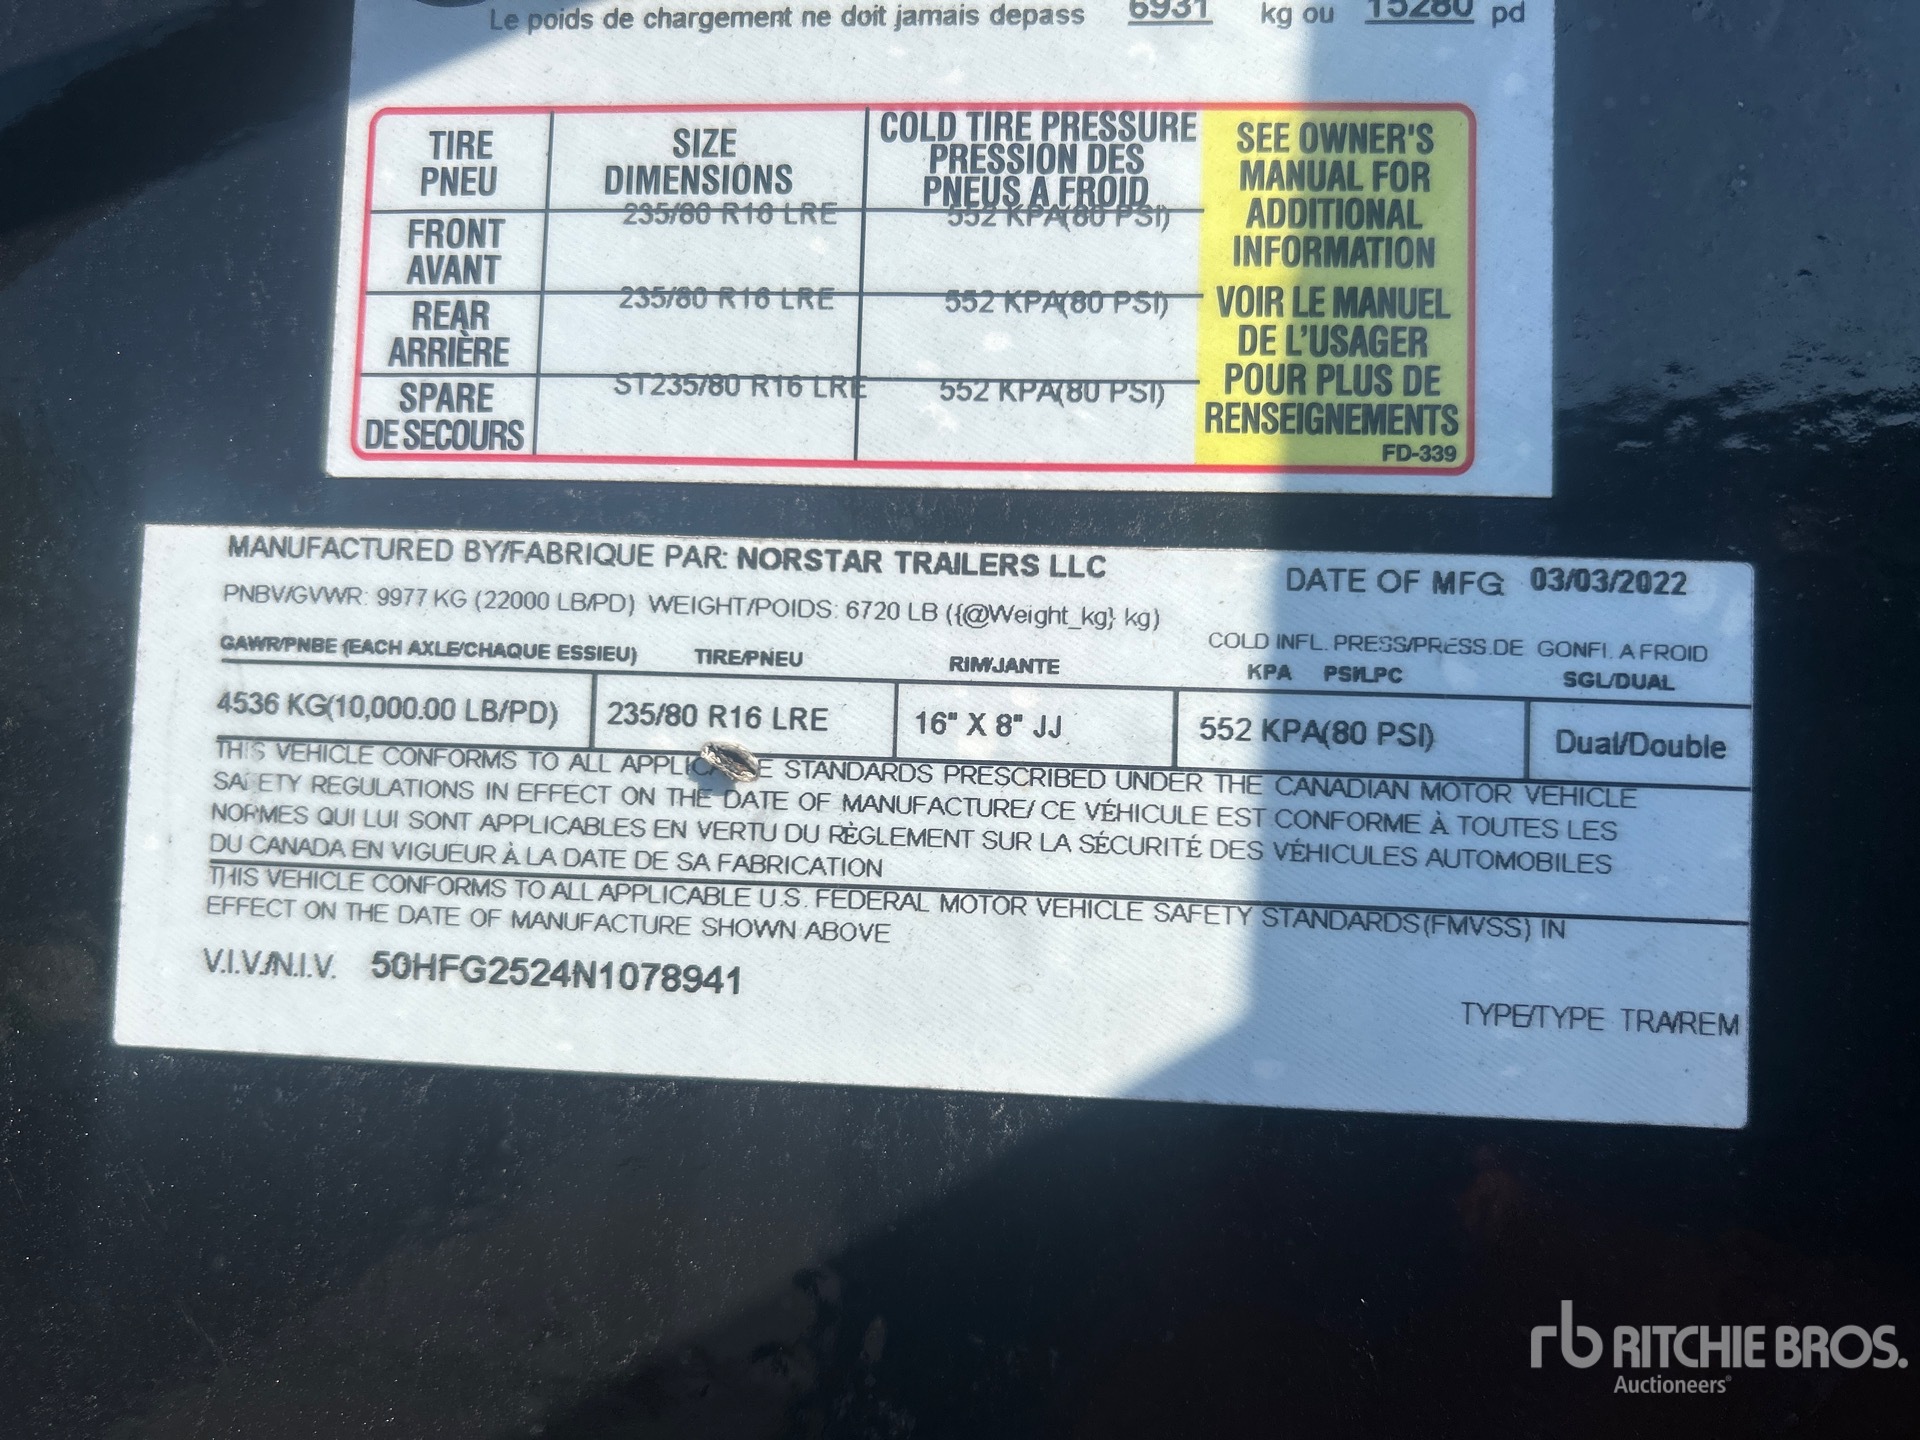 Le poids de chargement ne doit jamais depass 6931 kg ou 15280 pd
TIRE
PNEU
SIZE
DIMENSIONS
COLD TIRE PRESSURE
PRESSION DES
PNEUS A FROID
FRONT
AVANT
235/80 R16 LRE
552 KPA(80 PSI)
REAR
ARRIÈRE
235/80 R16 LRE
552 KPA(80 PSI)
SPARE
DE SECOURS
ST235/80 R16 LRE
552 KPA(80 PSI)
SEE OWNER'S
MANUAL FOR
ADDITIONAL
INFORMATION
VOIR LE MANUEL
DE L'USAGER
POUR PLUS DE
RENSEIGNEMENTS
FD-339
MANUFACTURED BY/FABRIQUE PAR: NORSTAR TRAILERS LLC
DATE OF MFG 03/03/2022
PNBV/GVWR: 9977 KG (22000 LB/PD) WEIGHT/POIDS: 6720 LB ({@Weight_kg} kg)
GAWR/PNBE (EACH AXLE/CHAQUE ESSIEU) TIRE/PNEU RIM/JANTE
COLD INFL. PRESS/PRESS.DE GONFI. A FROID
KPA PSI/LPC SGL/DUAL
4536 KG(10,000.00 LB/PD) 235/80 R16 LRE 16" X 8" JJ 552 KPA(80 PSI) Dual/Double
THIS VEHICLE CONFORMS TO ALL STANDARDS PRESCRIBED UNDER THE CANADIAN MOTOR VEHICLE
SAFETY REGULATIONS IN EFFECT ON THE DATE OF MANUFACTURE/ CE VÉHICULE EST CONFORME À TOUTES LES
NORMES QUI LUI SONT APPLICABLES EN VERTU DU RÈGLEMENT SUR LA SÉCURITÉ DES VÉHICULES AUTOMOBILES
DU CANADA EN VIGUEUR À LA DATE DE SA FABRICATION
THIS VEHICLE CONFORMS TO ALL APPLICABLE U.S. FEDERAL MOTOR VEHICLE SAFETY STANDARDS (FMVSS) IN
EFFECT ON THE DATE OF MANUFACTURE SHOWN ABOVE
V.I.V./N.I.V. 50HFG2524N1078941
TYPE/TYPE TRA/REM
rb RITCHIE BROS.
Auctioneers